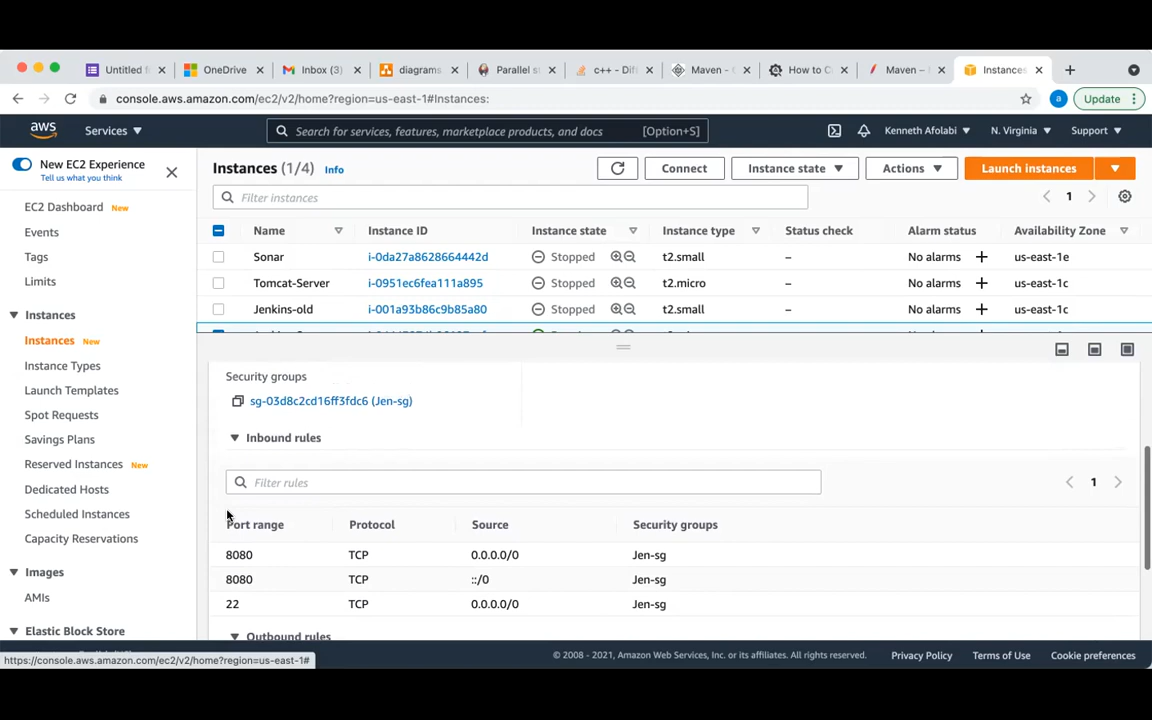 Untitled f
OneDrive
Inbox (3)
diagrams
Parallel s
c++ - Dif
Maven – 
How to C
Maven – 
Instances
console.aws.amazon.com/ec2/v2/home?region=us-east-1#Instances:
a
Update
aws
Services
Search for services, features, marketplace products, and docs
[Option+S]
Kenneth Afolabi
N. Virginia
Support
New EC2 Experience
Tell us what you think
EC2 Dashboard New
Events
Tags
Limits
Instances
Instances New
Instance Types
Launch Templates
Spot Requests
Savings Plans
Reserved Instances New
Dedicated Hosts
Scheduled Instances
Capacity Reservations
Images
AMIs
Elastic Block Store
https://console.aws.amazon.com/ec2/v2/home?region=us-east-1#
Instances (1/4) Info
Connect
Instance state
Actions
Launch instances
Filter instances
1
Name Instance ID Instance state Instance type Status check Alarm status Availability Zone
Sonar i-0da27a8628664442d Stopped t2.small – No alarms + us-east-1e
Tomcat-Server i-0951ec6fea111a895 Stopped t2.micro – No alarms + us-east-1c
Jenkins-old i-001a93b86c9b85a80 Stopped t2.small – No alarms + us-east-1c
Security groups
sg-03d8c2cd16ff3fdc6 (Jen-sg)
Inbound rules
Filter rules
1
Port range Protocol Source Security groups
8080 TCP 0.0.0.0/0 Jen-sg
8080 TCP ::/0 Jen-sg
22 TCP 0.0.0.0/0 Jen-sg
Outbound rules
© 2008 - 2021, Amazon Web Services, Inc. or its affiliates. All rights reserved.
Privacy Policy
Terms of Use
Cookie preferences